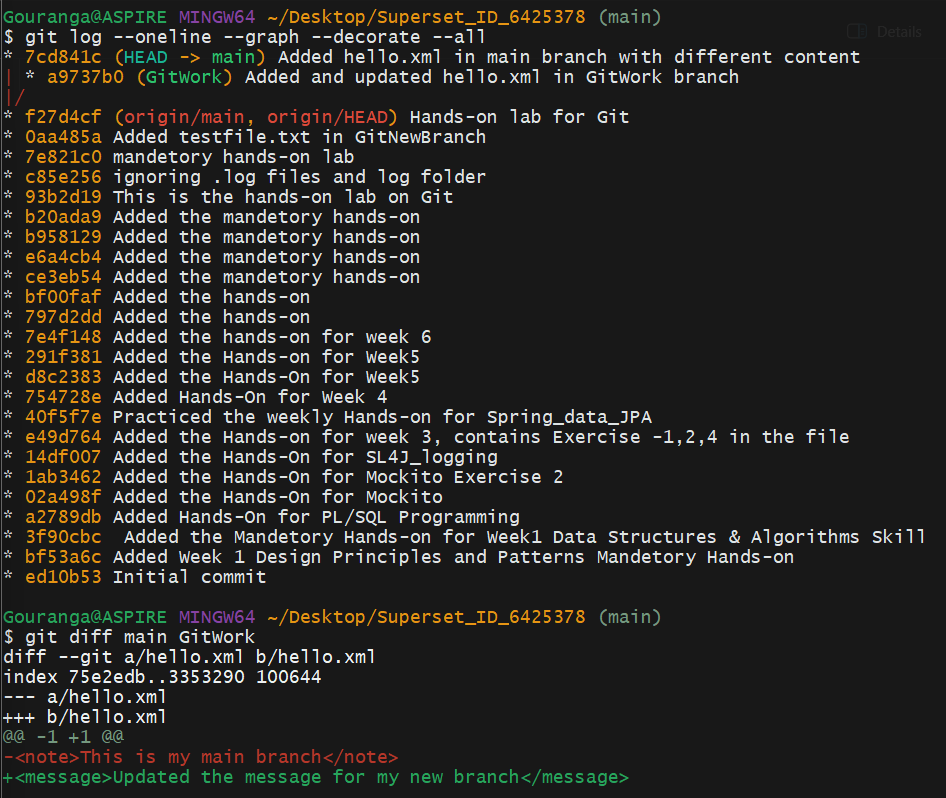 Gouranga@ASPIRE MINGW64 ~/Desktop/Superset_ID_6425378 (main)
Details
$ git log --oneline --graph --decorate --all
* 7cd841c (HEAD -> main) Added hello.xml in main branch with different content
| * a9737b0 (GitWork) Added and updated hello.xml in GitWork branch
|/
* f27d4cf (origin/main, origin/HEAD) Hands-on lab for Git
* 0aa485a Added testfile.txt in GitNewBranch
* 7e821c0 mandetory hands-on lab
* c85e256 ignoring .log files and log folder
* 93b2d19 This is the hands-on lab on Git
* b20ada9 Added the mandetory hands-on
* b958129 Added the mandetory hands-on
* e6a4cb4 Added the mandetory hands-on
* ce3eb54 Added the mandetory hands-on
* bf00faf Added the hands-on
* 797d2dd Added the hands-on
* 7e4f148 Added the hands-on for week 6
* 291f381 Added the Hands-on for Week5
* d8c2383 Added the Hands-On for Week5
* 754728e Added Hands-On for Week 4
* 40f5f7e Practiced the weekly Hands-on for Spring_data_JPA
* e49d764 Added the Hands-on for week 3, contains Exercise -1,2,4 in the file
* 14df007 Added the Hands-On for SL4J_logging
* 1ab3462 Added the Hands-On for Mockito Exercise 2
* 02a498f Added the Hands-On for Mockito
* a2789db Added Hands-On for PL/SQL Programming
* 3f90cbc  Added the Mandetory Hands-on for Week1 Data Structures & Algorithms Skill
* bf53a6c Added Week 1 Design Principles and Patterns Mandetory Hands-on
* ed10b53 Initial commit
Gouranga@ASPIRE MINGW64 ~/Desktop/Superset_ID_6425378 (main)
$ git diff main GitWork
diff --git a/hello.xml b/hello.xml
index 75e2edb..3353290 100644
--- a/hello.xml
+++ b/hello.xml
@@ -1 +1 @@
-<note>This is my main branch</note>
+<message>Updated the message for my new branch</message>